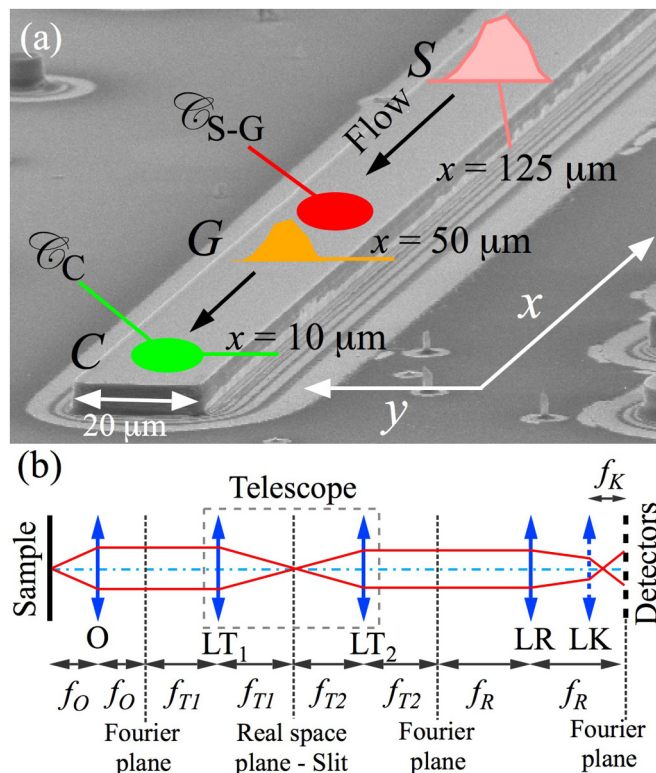 (a)
S
𝒞S-G
Flow
x = 125 μm
G
x = 50 μm
𝒞C
x
C
x = 10 μm
20 μm
y
(b)
fK
Telescope
Sample
Detectors
O
LT1
LT2
LR
LK
fO
fO
fT1
fT1
fT2
fT2
fR
fR
Fourier
plane
Real space
plane - Slit
Fourier
plane
Fourier
plane